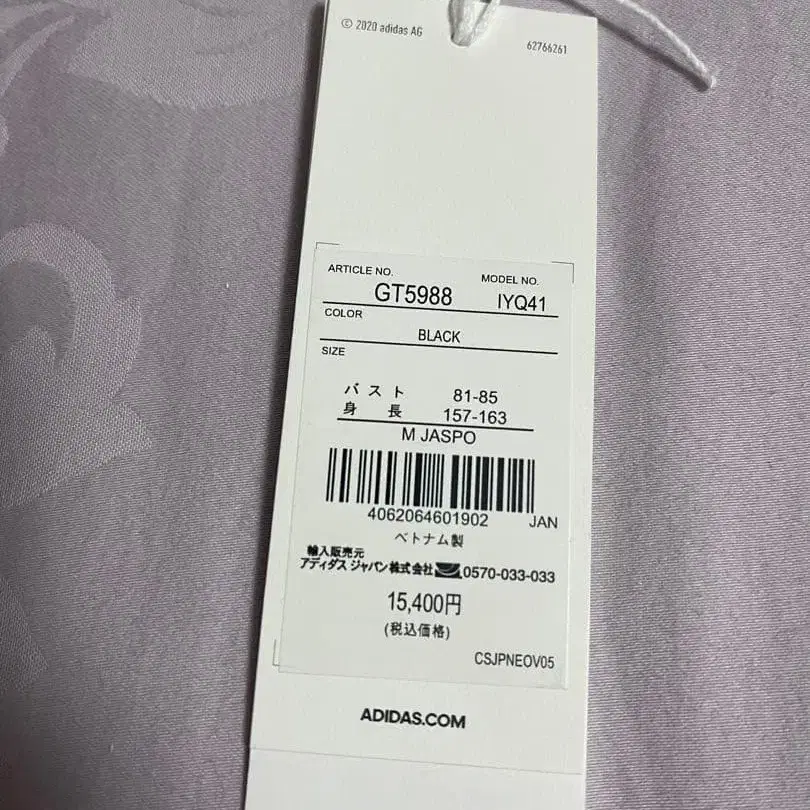 © 2020 adidas AG
62766261
ARTICLE NO. MODEL NO.
GT5988 IYQ41
COLOR
BLACK
SIZE
バスト 81-85
身長 157-163
M JASPO
4062064601902 JAN
ベトナム製
輸入販売元
アディダス ジャパン株式会社 0570-033-033
15,400円
(税込価格)
CSJPNEOV05
ADIDAS.COM